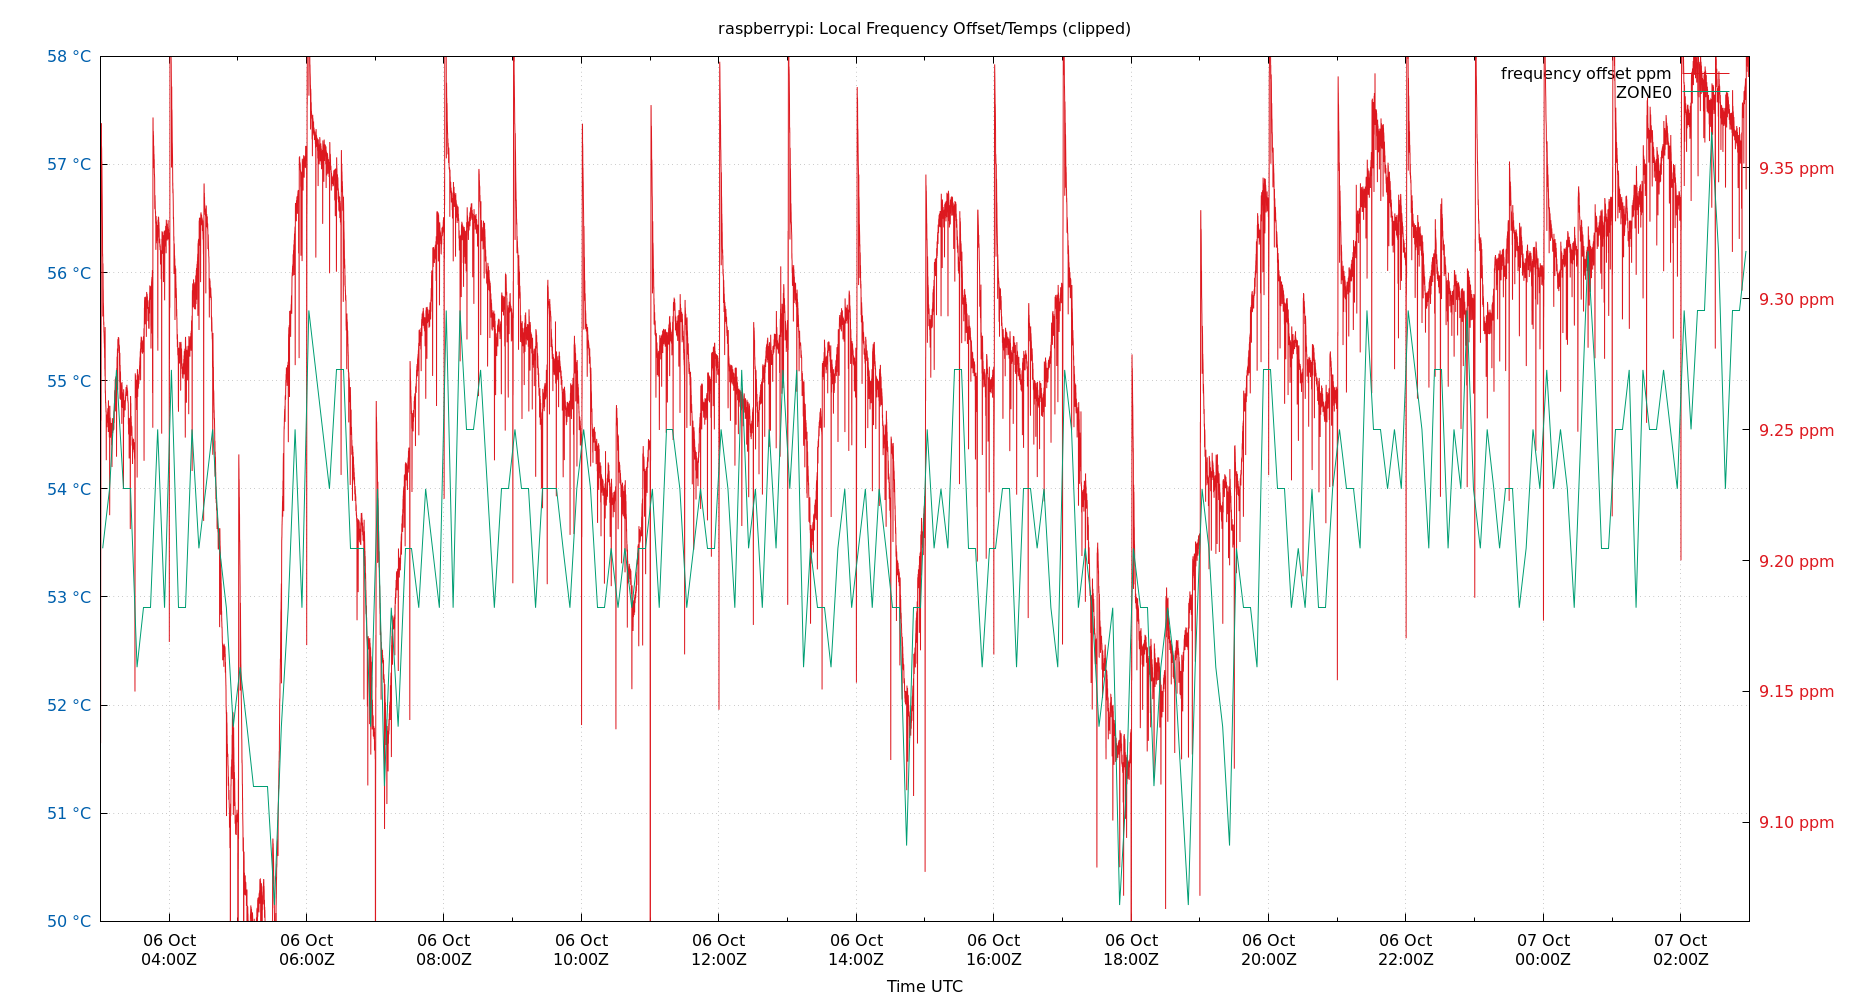 raspberrypi: Local Frequency Offset/Temps (clipped)
58 °C
57 °C
56 °C
55 °C
54 °C
53 °C
52 °C
51 °C
50 °C
frequency offset ppm
ZONE0
9.35 ppm
9.30 ppm
9.25 ppm
9.20 ppm
9.15 ppm
9.10 ppm
06 Oct 06 Oct 06 Oct 06 Oct 06 Oct 06 Oct 06 Oct 06 Oct 06 Oct 06 Oct 07 Oct 07 Oct
04:00Z 06:00Z 08:00Z 10:00Z 12:00Z 14:00Z 16:00Z 18:00Z 20:00Z 22:00Z 00:00Z 02:00Z
Time UTC